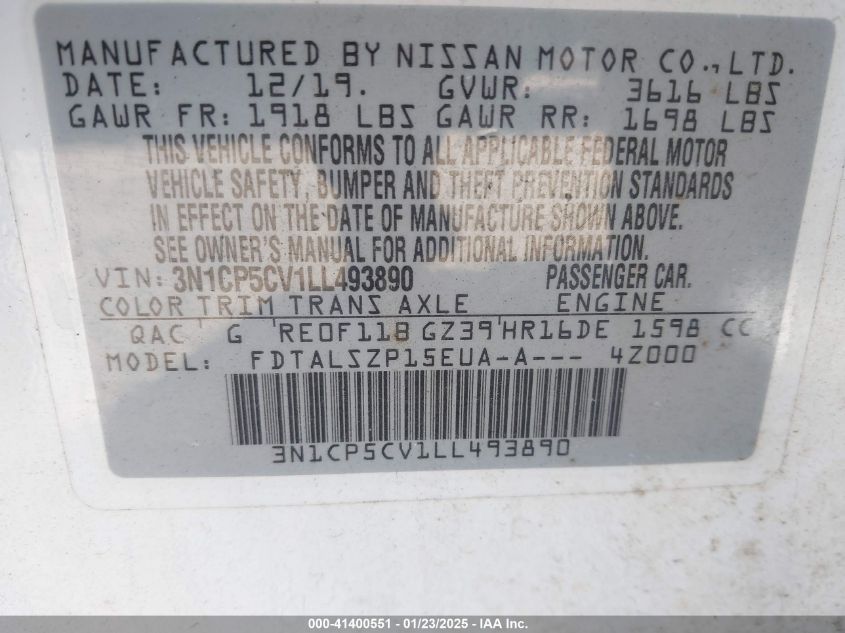 MANUFACTURED BY NISSAN MOTOR CO., LTD.
DATE: 12/19. GVWR: 3616 LBS
GAWR FR: 1918 LBS GAWR RR: 1698 LBS
THIS VEHICLE CONFORMS TO ALL APPLICABLE FEDERAL MOTOR
VEHICLE SAFETY, BUMPER AND THEFT PREVENTION STANDARDS
IN EFFECT ON THE DATE OF MANUFACTURE SHOWN ABOVE.
SEE OWNER'S MANUAL FOR ADDITIONAL INFORMATION.
VIN: 3N1CP5CV1LL493890 PASSENGER CAR.
COLOR TRIM TRANS AXLE ENGINE
QAC G RE0F11B GZ39 HR16DE 1598 CC
MODEL: FDTALSZP15EUA-A--- 4Z000
3N1CP5CV1LL493890
000-41400551 - 01/23/2025 - IAA Inc.